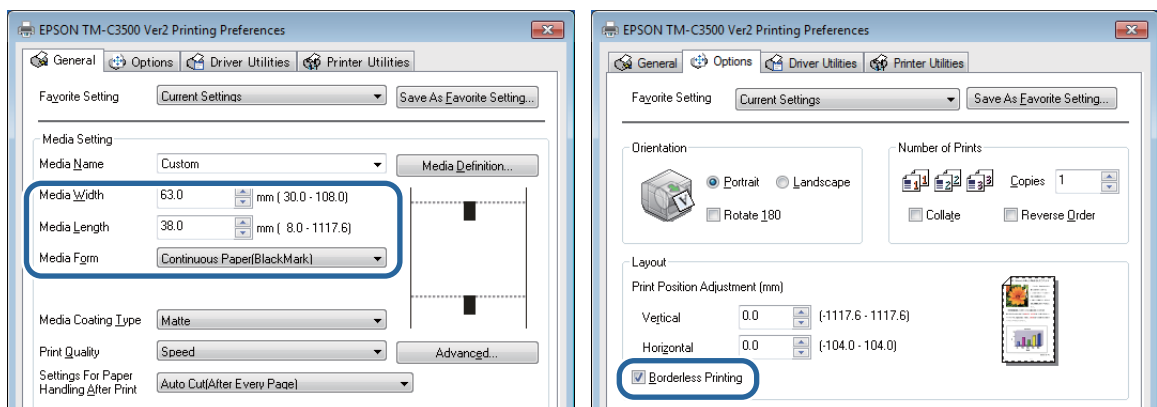 EPSON TM-C3500 Ver2 Printing Preferences
General Options Driver Utilities Printer Utilities
Favorite Setting Current Settings Save As Favorite Setting...
Media Setting
Media Name Custom Media Definition...
Media Width 63.0 mm ( 30.0 - 108.0)
Media Length 38.0 mm ( 8.0 - 1117.6)
Media Form Continuous Paper(BlackMark)
Media Coating Type Matte
Print Quality Speed Advanced...
Settings For Paper
Handling After Print Auto Cut(After Every Page)
EPSON TM-C3500 Ver2 Printing Preferences
General Options Driver Utilities Printer Utilities
Favorite Setting Current Settings Save As Favorite Setting...
Orientation
Portrait Landscape
Rotate 180
Number of Prints
1 1 2 2 3 3 Copies 1
Collate Reverse Order
Layout
Print Position Adjustment (mm)
Vertical 0.0 (-1117.6 - 1117.6)
Horizontal 0.0 (-104.0 - 104.0)
Borderless Printing